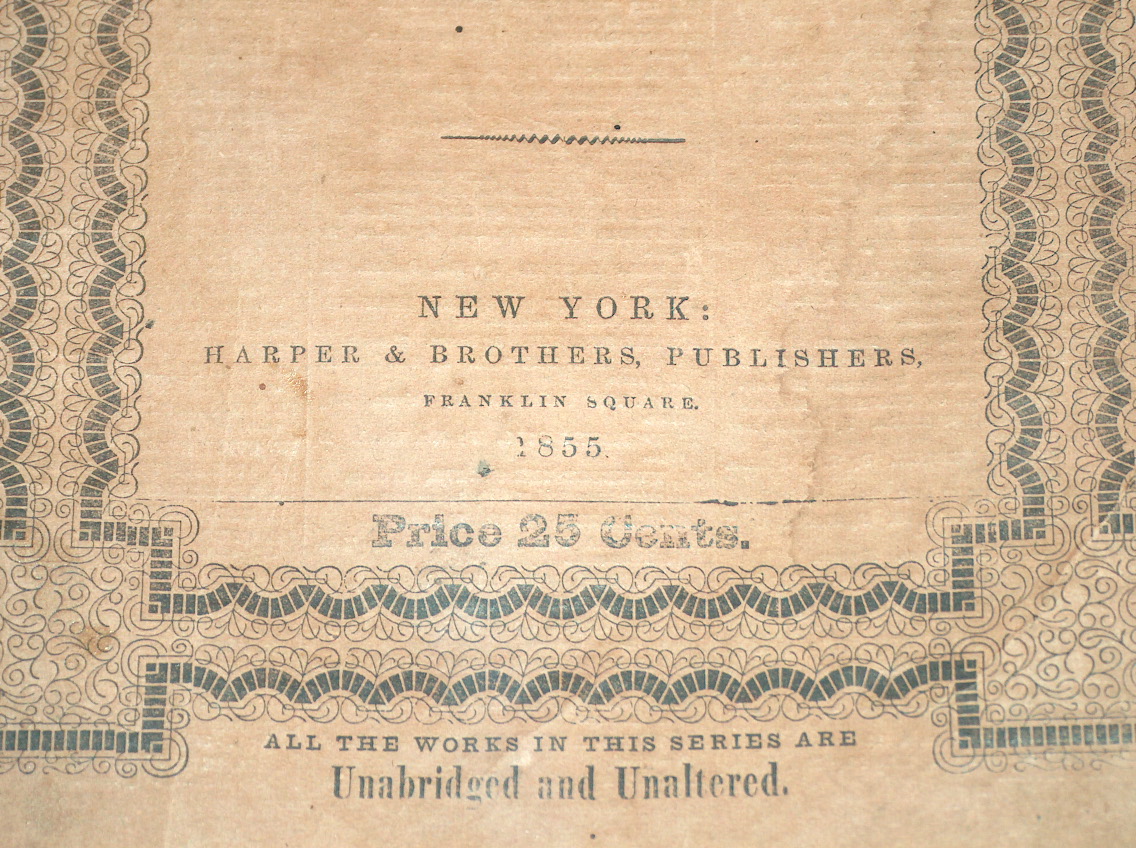 NEW YORK:
HARPER & BROTHERS, PUBLISHERS,
FRANKLIN SQUARE.
1855.
Price 25 Cents.
ALL THE WORKS IN THIS SERIES ARE
Unabridged and Unaltered.